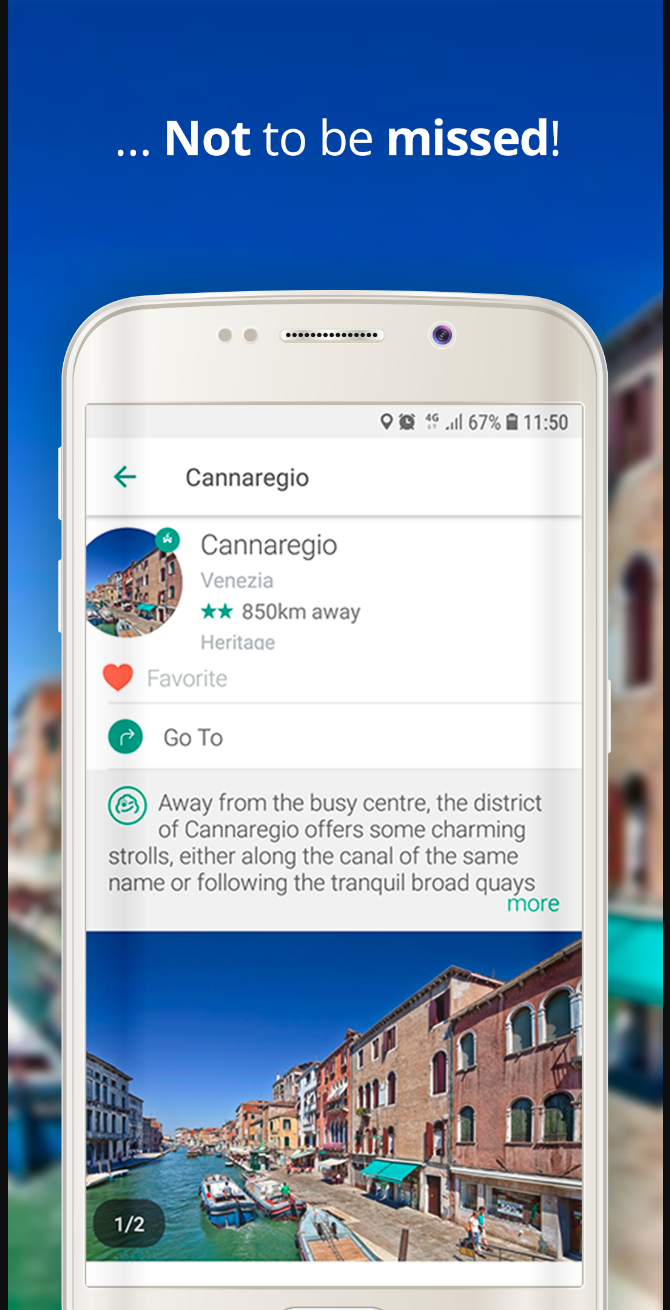 ... Not to be missed!
4G 67% 11:50
Cannaregio
Cannaregio
Venezia
850km away
Heritage
Favorite
Go To
Away from the busy centre, the district
of Cannaregio offers some charming
strolls, either along the canal of the same
name or following the tranquil broad quays
more
1/2